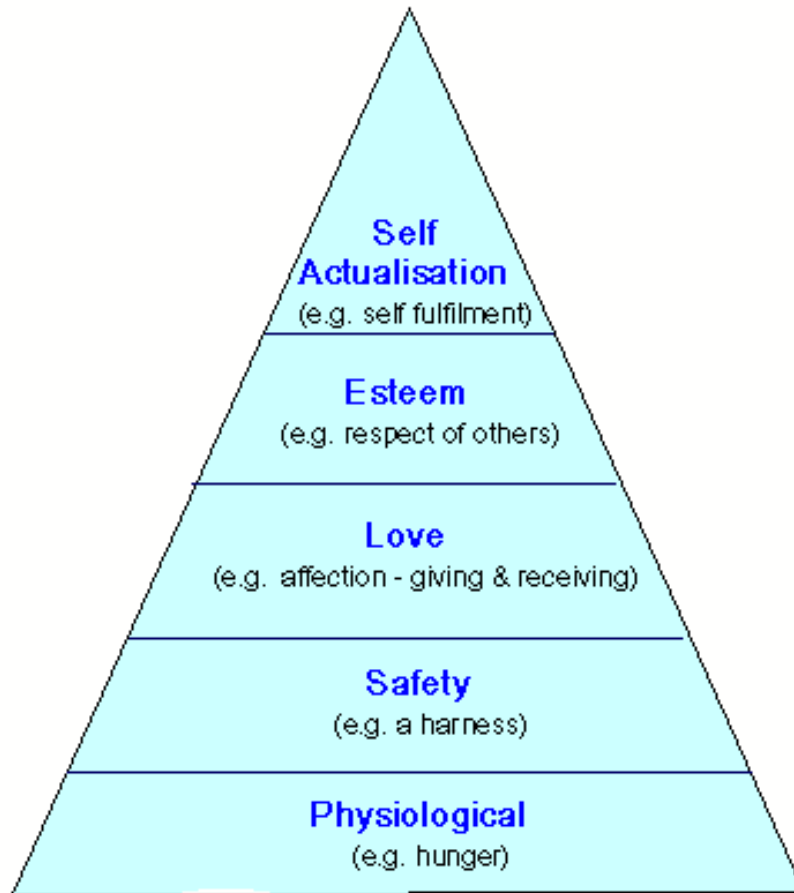 Self
Actualisation
(e.g. self fulfilment)
Esteem
(e.g. respect of others)
Love
(e.g. affection - giving & receiving)
Safety
(e.g. a harness)
Physiological
(e.g. hunger)